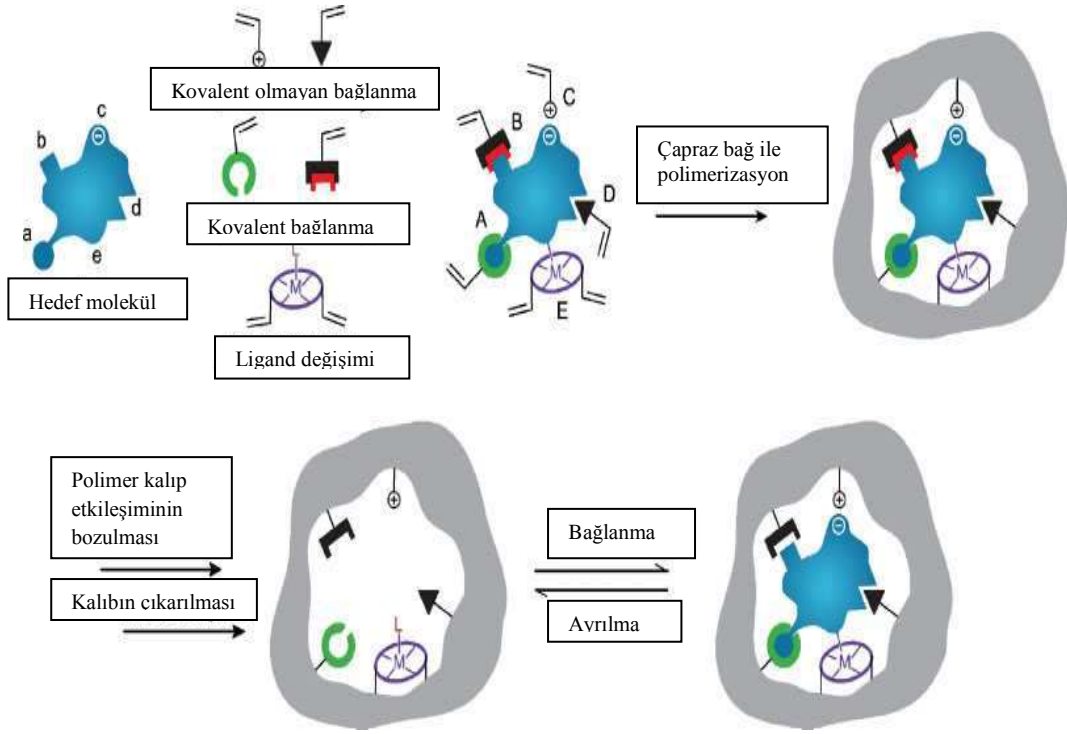 Kovalent olmayan bağlanma
c
b
d
a
e
Hedef molekül
Kovalent bağlanma
L
M
Ligand değişimi
C
B
D
A
M
E
Çapraz bağ ile
polimerizasyon
M
Polimer kalıp
etkileşiminin
bozulması
Kalıbın çıkarılması
L
M
Bağlanma
Ayrılma
M